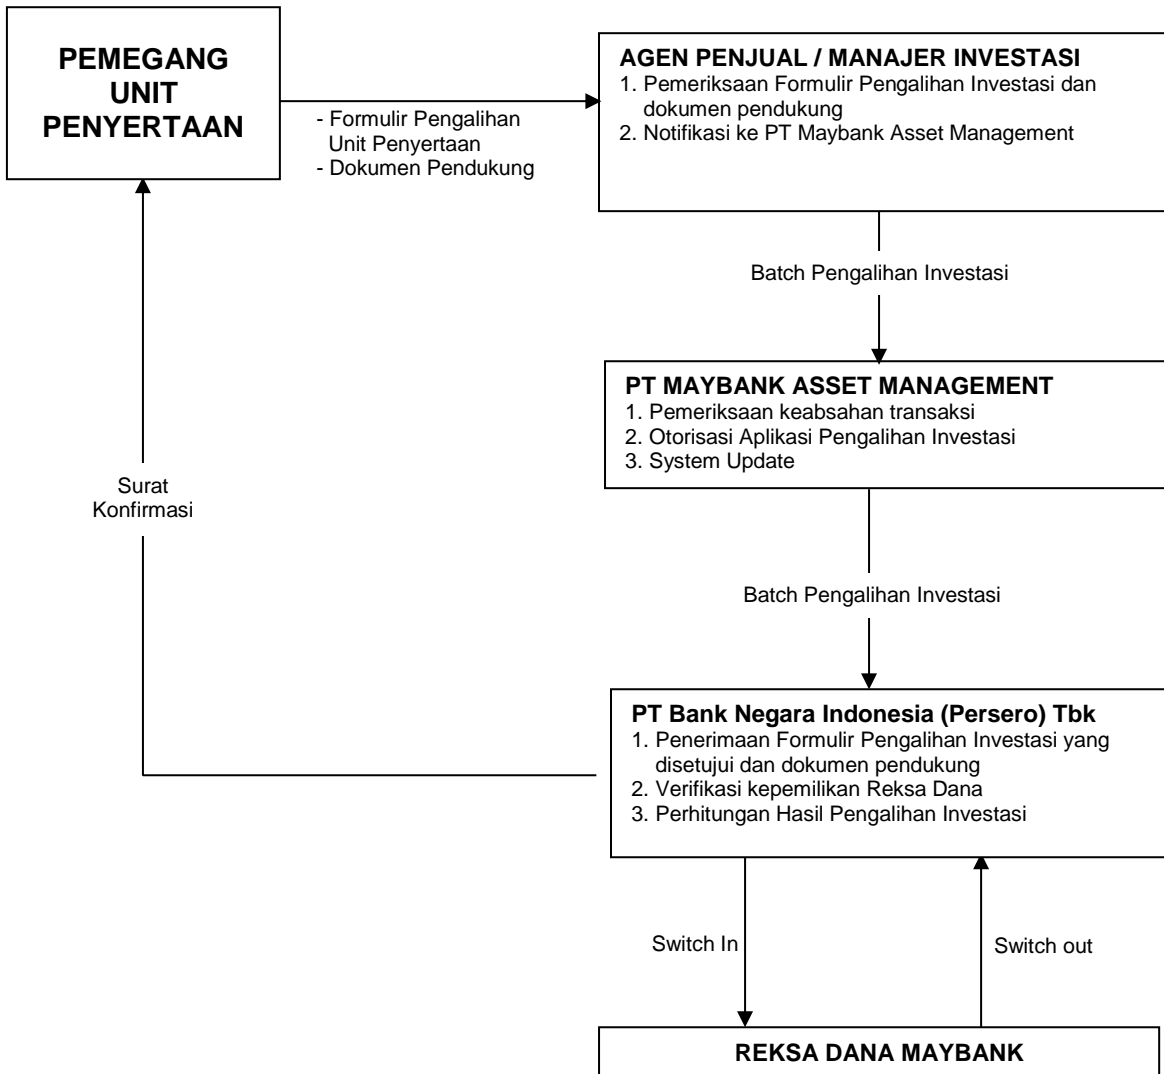 PEMEGANG
UNIT
PENYERTAAN
- Formulir Pengalihan
Unit Penyertaan
- Dokumen Pendukung
AGEN PENJUAL / MANAJER INVESTASI
1. Pemeriksaan Formulir Pengalihan Investasi dan
dokumen pendukung
2. Notifikasi ke PT Maybank Asset Management
Batch Pengalihan Investasi
PT MAYBANK ASSET MANAGEMENT
1. Pemeriksaan keabsahan transaksi
2. Otorisasi Aplikasi Pengalihan Investasi
3. System Update
Surat
Konfirmasi
Batch Pengalihan Investasi
PT Bank Negara Indonesia (Persero) Tbk
1. Penerimaan Formulir Pengalihan Investasi yang
disetujui dan dokumen pendukung
2. Verifikasi kepemilikan Reksa Dana
3. Perhitungan Hasil Pengalihan Investasi
Switch In
Switch out
REKSA DANA MAYBANK